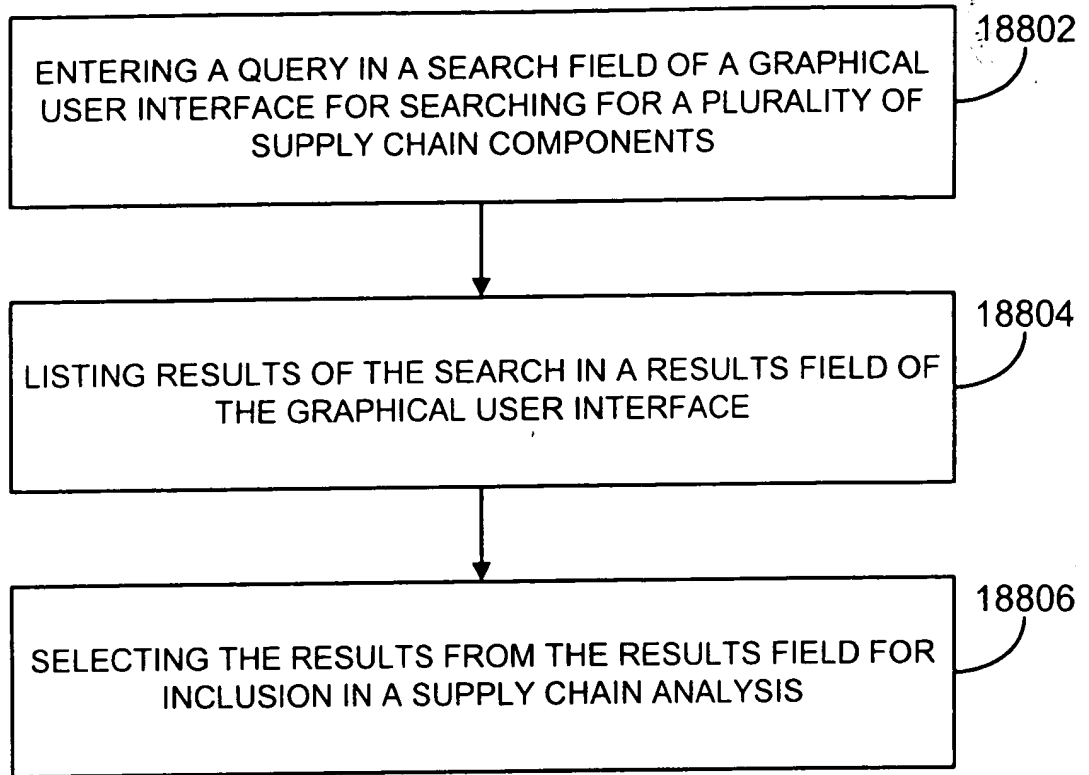 18802
ENTERING A QUERY IN A SEARCH FIELD OF A GRAPHICAL
USER INTERFACE FOR SEARCHING FOR A PLURALITY OF
SUPPLY CHAIN COMPONENTS
18804
LISTING RESULTS OF THE SEARCH IN A RESULTS FIELD OF
THE GRAPHICAL USER INTERFACE
18806
SELECTING THE RESULTS FROM THE RESULTS FIELD FOR
INCLUSION IN A SUPPLY CHAIN ANALYSIS